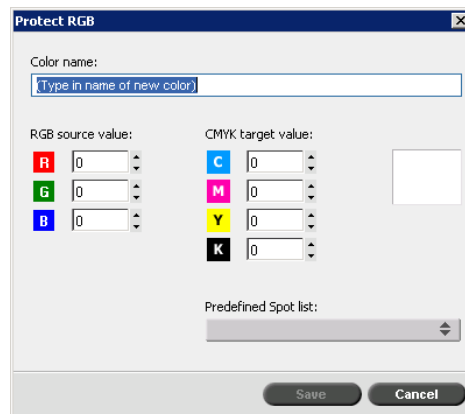 Protect RGB
Color name:
(Type in name of new color)
RGB source value: CMYK target value:
R 0 C 0
G 0 M 0
B 0 Y 0
K 0
Predefined Spot list:
Save Cancel